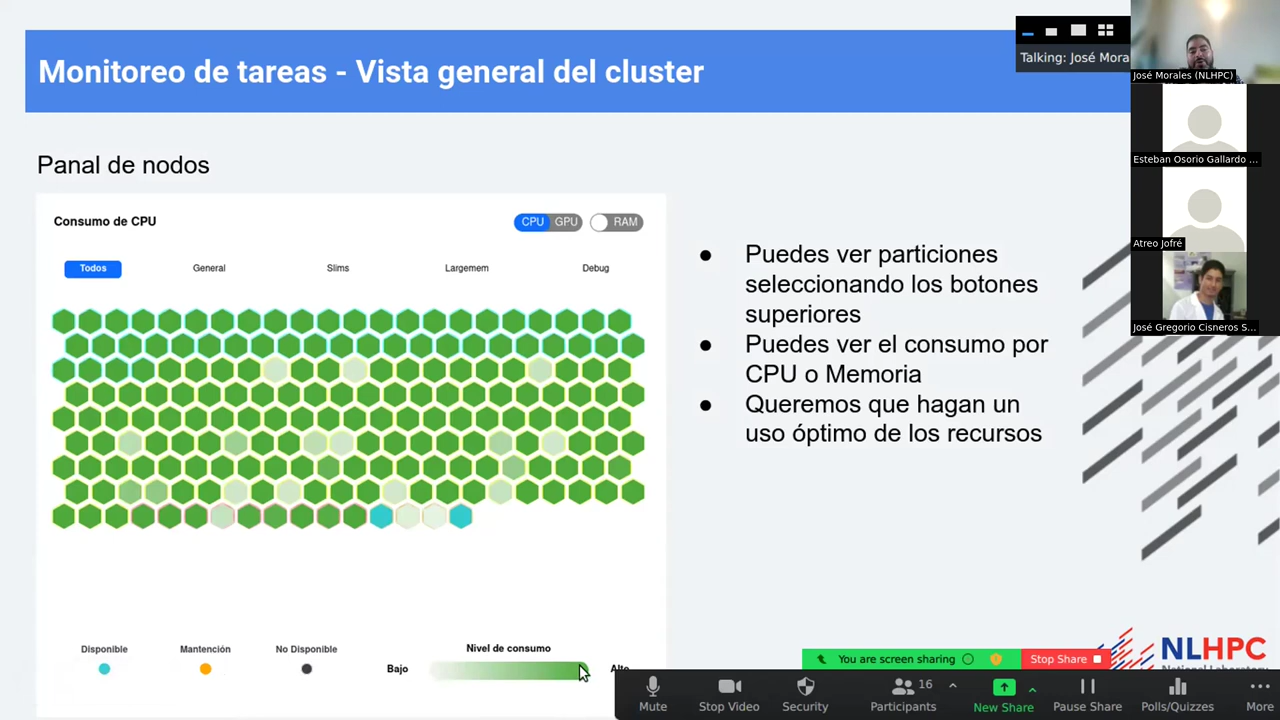 Monitoreo de tareas - Vista general del cluster
Talking: José Mora
José Morales (NLHPC)
Esteban Osorio Gallardo ...
Atreo Jofré
José Gregorio Cisneros S...
Panal de nodos
Consumo de CPU
CPU GPU RAM
Todos General Slims Largemem Debug
● Puedes ver particiones
seleccionando los botones
superiores
● Puedes ver el consumo por
CPU o Memoria
● Queremos que hagan un
uso óptimo de los recursos
Disponible Mantención No Disponible Nivel de consumo
Bajo Alto
NLHPC
National Laboratory
You are screen sharing Stop Share
16
Mute Stop Video Security Participants New Share Pause Share Polls/Quizzes More